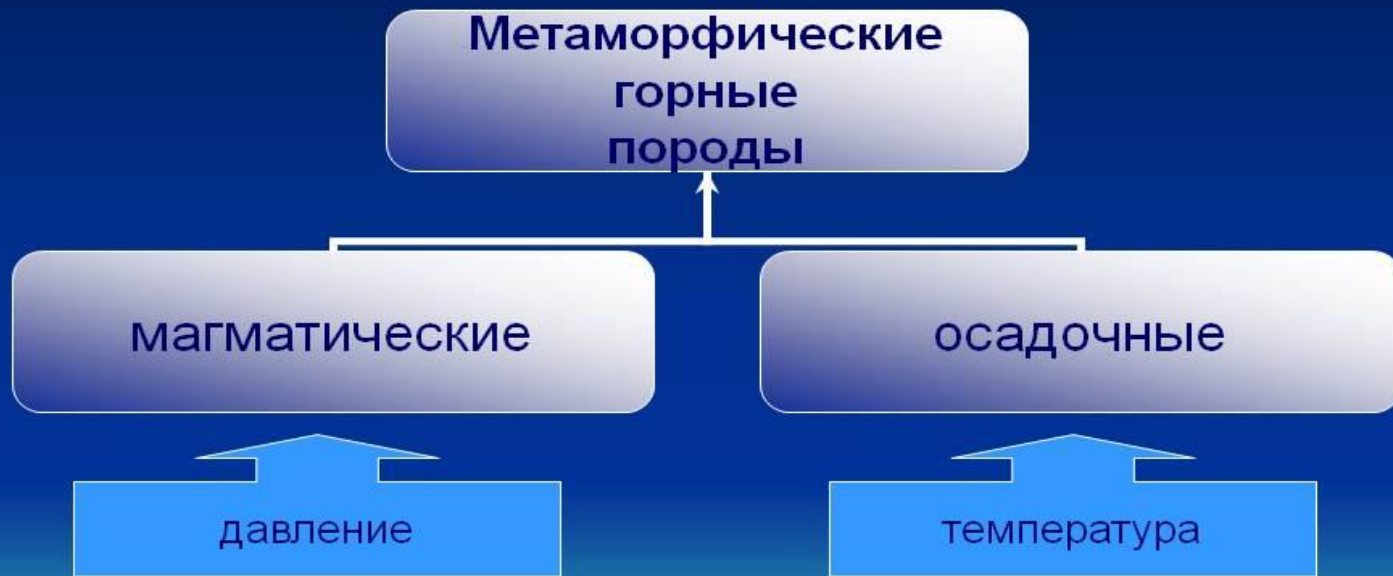 Метаморфические
горные
породы
магматические
осадочные
давление
температура